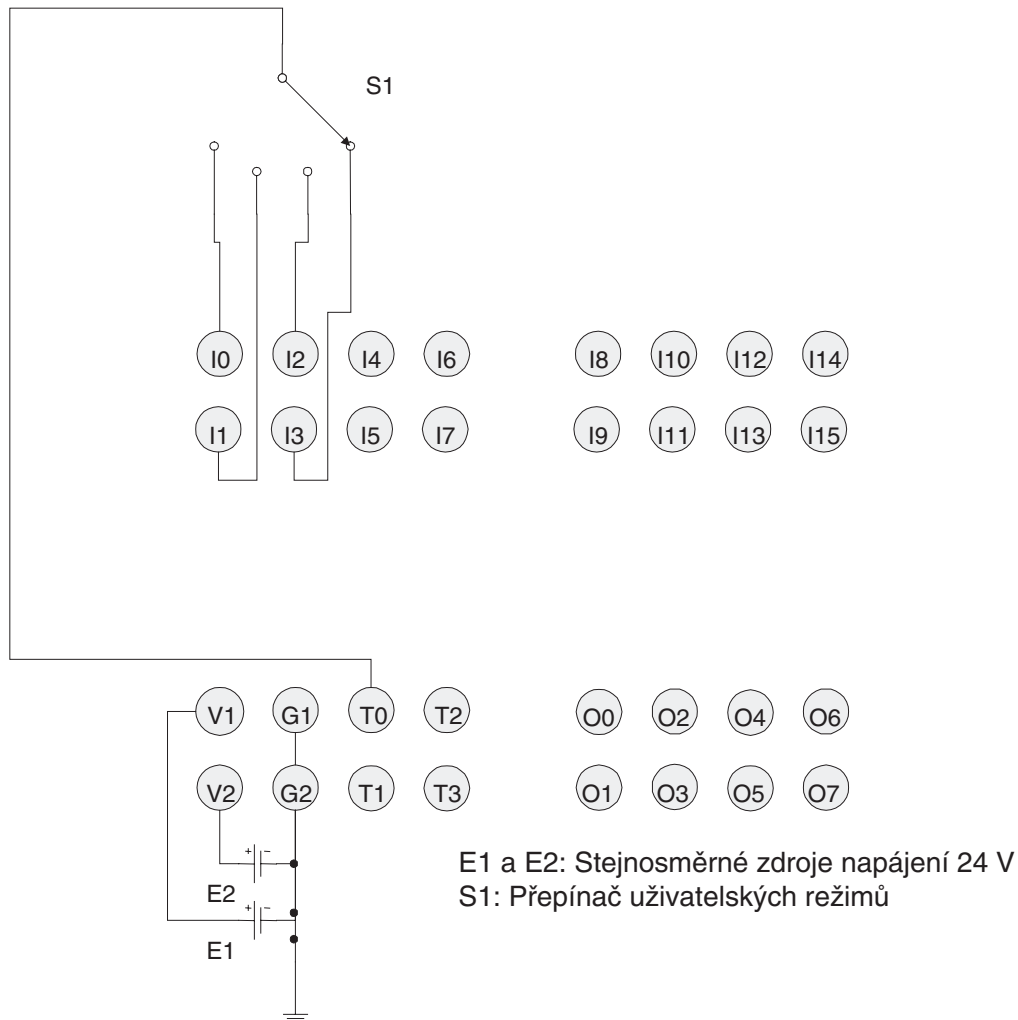 S1
I0 I2 I4 I6 I8 I10 I12 I14
I1 I3 I5 I7 I9 I11 I13 I15
V1 G1 T0 T2 O0 O2 O4 O6
V2 G2 T1 T3 O1 O3 O5 O7
+ −
E2
+ −
E1
E1 a E2: Stejnosměrné zdroje napájení 24 V
S1: Přepínač uživatelských režimů